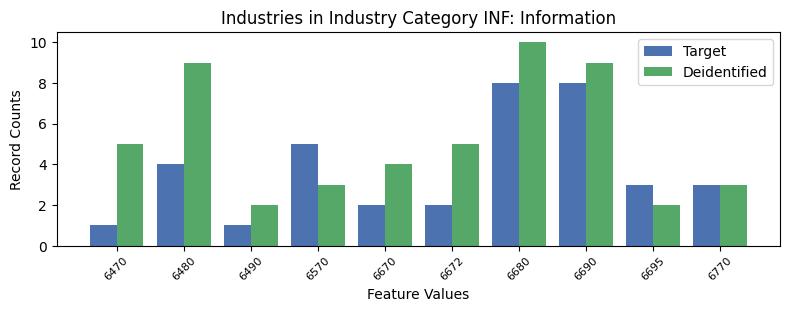 Industries in Industry Category INF: Information
Target
Deidentified
Record Counts
10
8
6
4
2
0
6470 6480 6490 6570 6670 6672 6680 6690 6695 6770
Feature Values